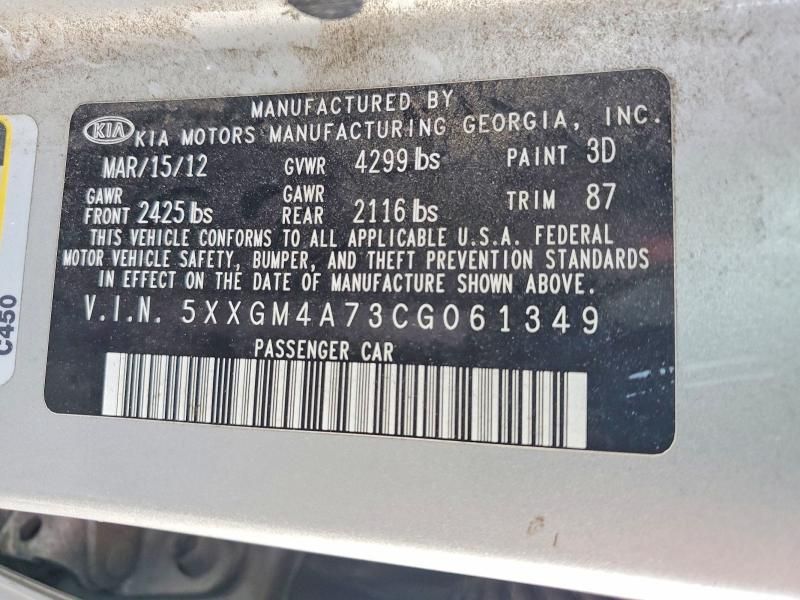 MANUFACTURED BY
KIA KIA MOTORS MANUFACTURING GEORGIA, INC.
MAR/15/12 GVWR 4299 lbs PAINT 3D
GAWR FRONT 2425 lbs GAWR REAR 2116 lbs TRIM 87
THIS VEHICLE CONFORMS TO ALL APPLICABLE U.S.A. FEDERAL
MOTOR VEHICLE SAFETY, BUMPER, AND THEFT PREVENTION STANDARDS
IN EFFECT ON THE DATE OF MANUFACTURE SHOWN ABOVE.
V.I.N. 5XXGM4A73CG061349
PASSENGER CAR
C450